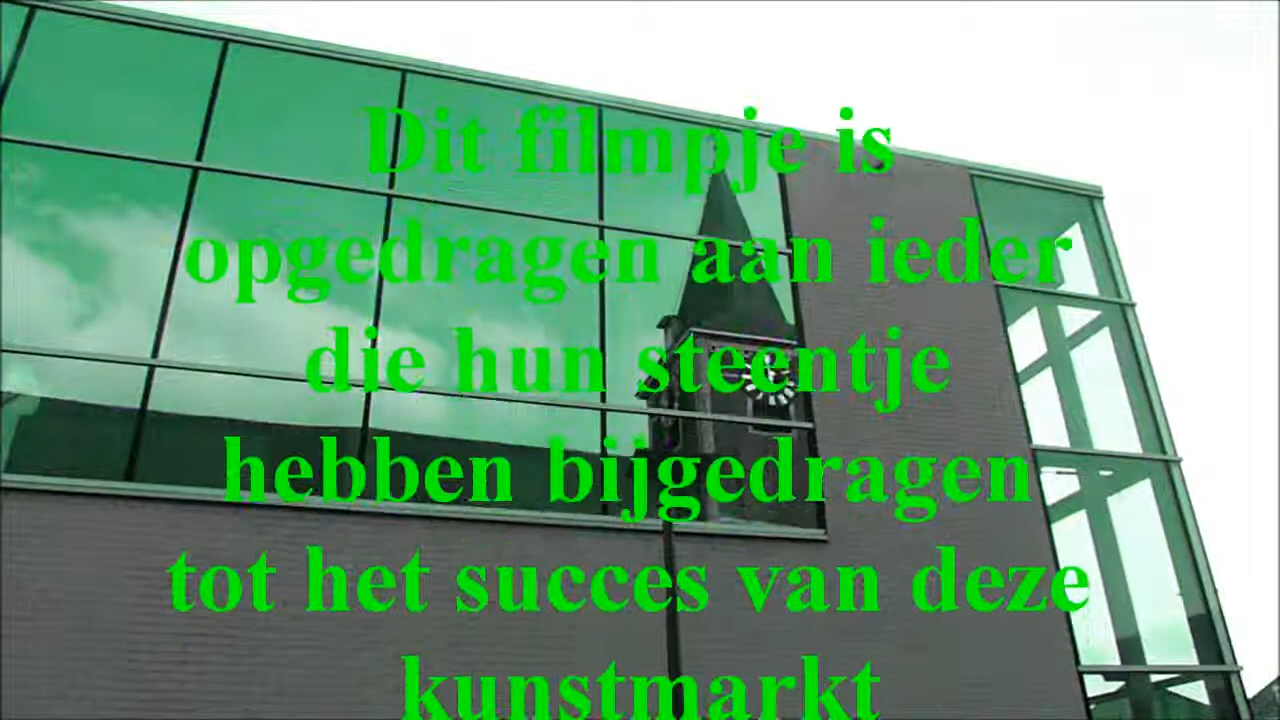 Dit filmpje is
opgedragen aan ieder
die hun steentje
hebben bijgedragen
tot het succes van deze
kunstmarkt